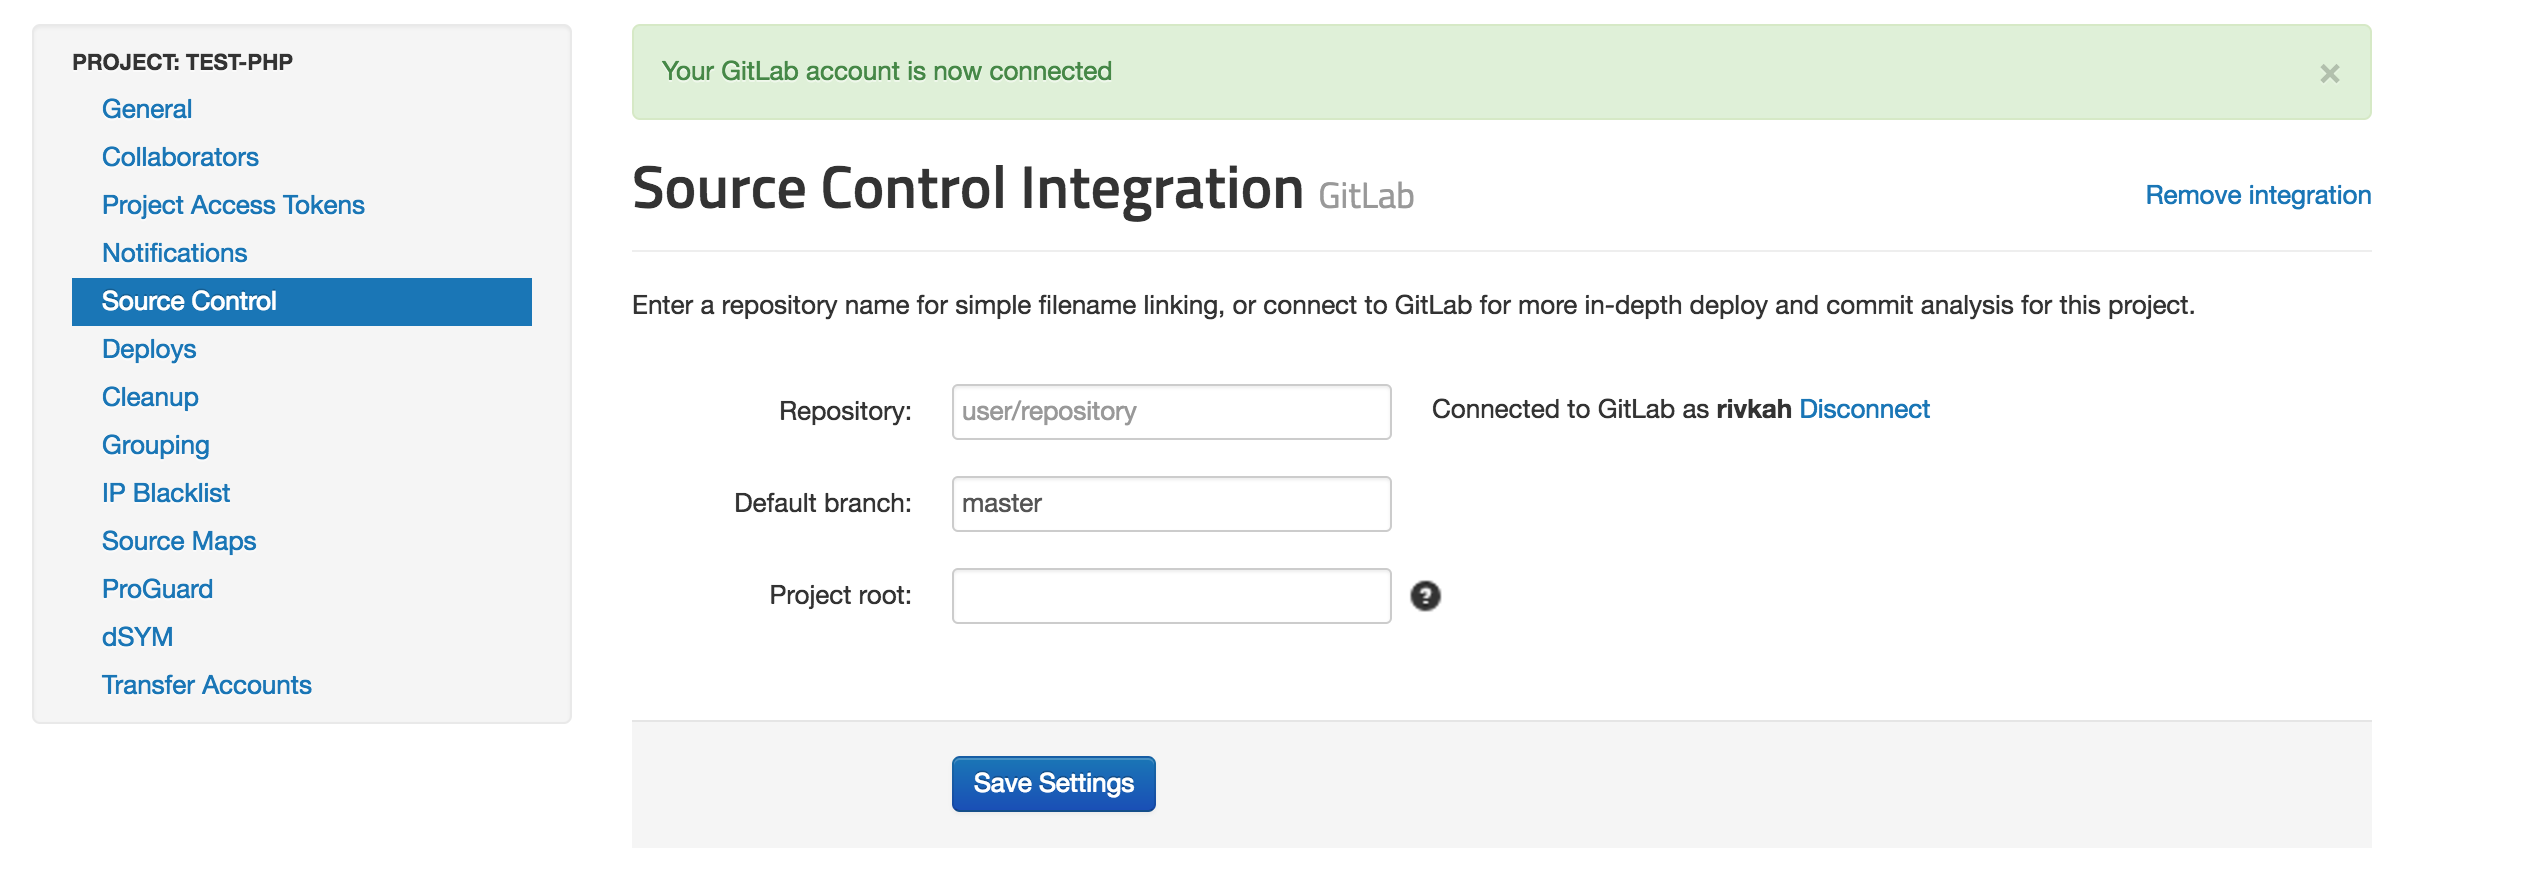 PROJECT: TEST-PHP
General
Collaborators
Project Access Tokens
Notifications
Source Control
Deploys
Cleanup
Grouping
IP Blacklist
Source Maps
ProGuard
dSYM
Transfer Accounts
Your GitLab account is now connected ×
Source Control Integration GitLab
Remove integration
Enter a repository name for simple filename linking, or connect to GitLab for more in-depth deploy and commit analysis for this project.
Repository: user/repository Connected to GitLab as rivkah Disconnect
Default branch: master
Project root: ?
Save Settings